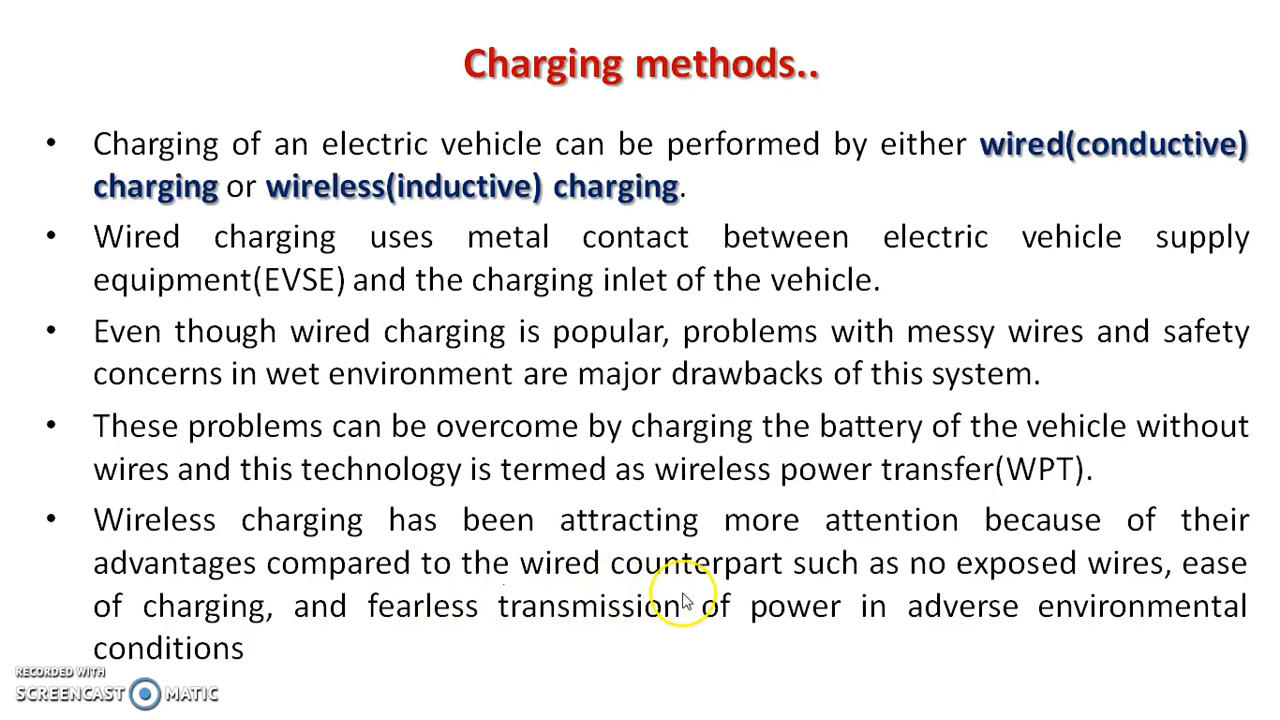 Charging methods..
• Charging of an electric vehicle can be performed by either wired(conductive)
charging or wireless(inductive) charging.
• Wired charging uses metal contact between electric vehicle supply
equipment(EVSE) and the charging inlet of the vehicle.
• Even though wired charging is popular, problems with messy wires and safety
concerns in wet environment are major drawbacks of this system.
• These problems can be overcome by charging the battery of the vehicle without
wires and this technology is termed as wireless power transfer(WPT).
• Wireless charging has been attracting more attention because of their
advantages compared to the wired counterpart such as no exposed wires, ease
of charging, and fearless transmission of power in adverse environmental
conditions
RECORDED WITH
SCREENCAST MATIC